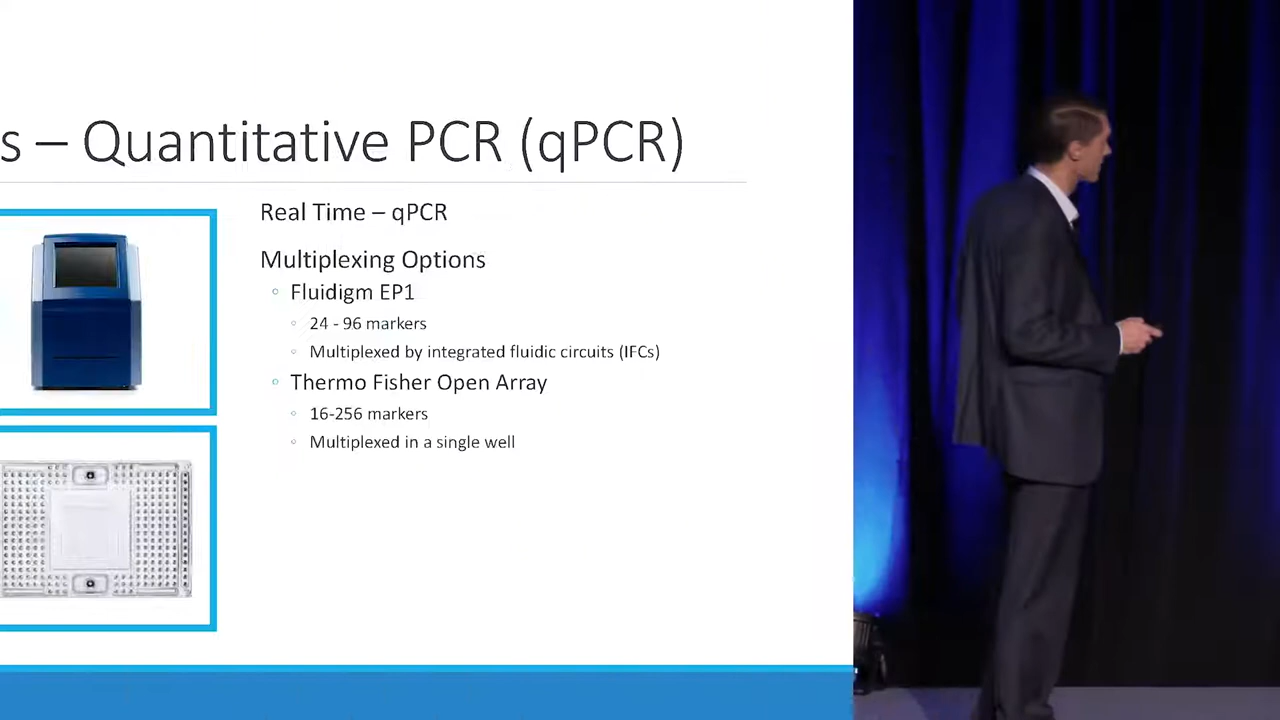 s – Quantitative PCR (qPCR)
Real Time – qPCR
Multiplexing Options
Fluidigm EP1
24 - 96 markers
Multiplexed by integrated fluidic circuits (IFCs)
Thermo Fisher Open Array
16-256 markers
Multiplexed in a single well